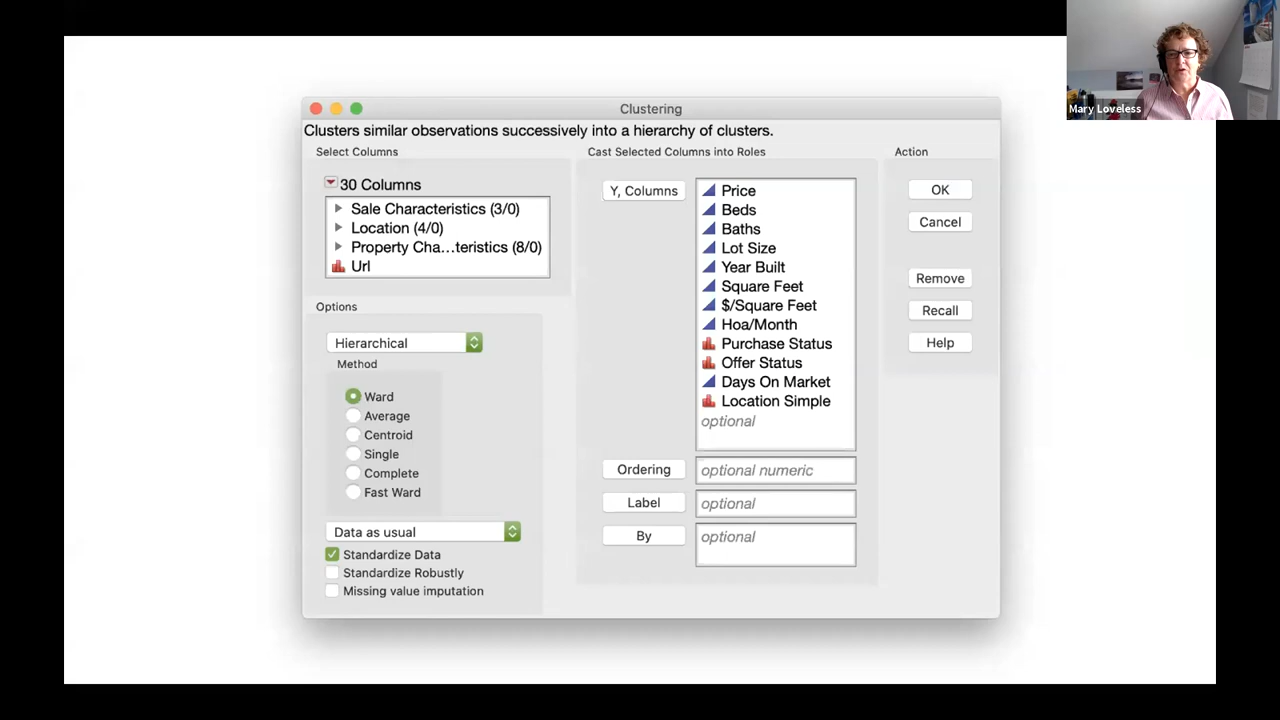 Mary Loveless
Clustering
Clusters similar observations successively into a hierarchy of clusters.
Select Columns
30 Columns
Sale Characteristics (3/0)
Location (4/0)
Property Cha...teristics (8/0)
Url
Options
Hierarchical
Method
Ward
Average
Centroid
Single
Complete
Fast Ward
Data as usual
Standardize Data
Standardize Robustly
Missing value imputation
Cast Selected Columns into Roles
Y, Columns
Price
Beds
Baths
Lot Size
Year Built
Square Feet
$/Square Feet
Hoa/Month
Purchase Status
Offer Status
Days On Market
Location Simple
optional
Ordering
optional numeric
Label
optional
By
optional
Action
OK
Cancel
Remove
Recall
Help